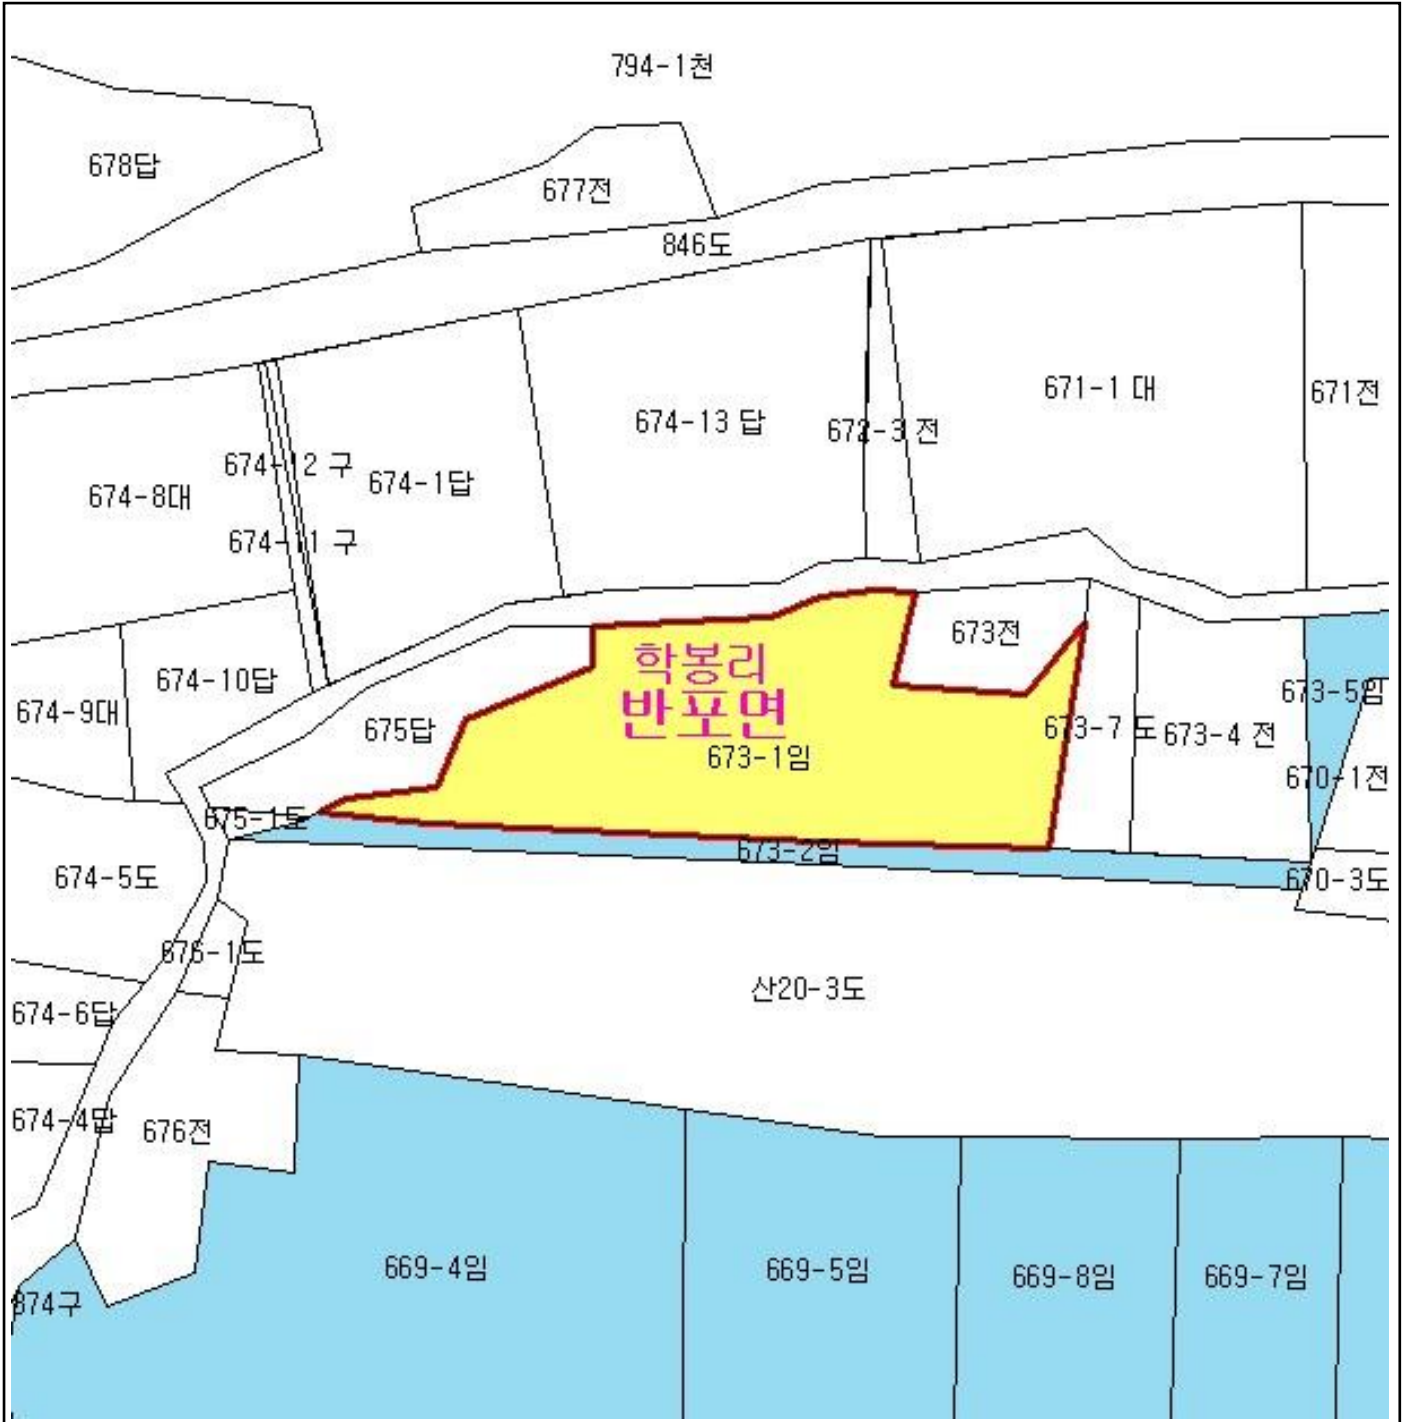 794-1천
678답
677전
846도
671-1 대
671전
674-13 답
672-3 전
674-12 구
674-1답
674-8대
674-11 구
673전
학봉리
674-10답
673-5임
반포면
674-9대
675답
673-7 도
673-4 전
673-1임
670-1전
675-1도
673-2임
674-5도
670-3도
676-1도
산20-3도
674-6답
674-4답
676전
669-4임
669-5임
669-8임
669-7임
874구